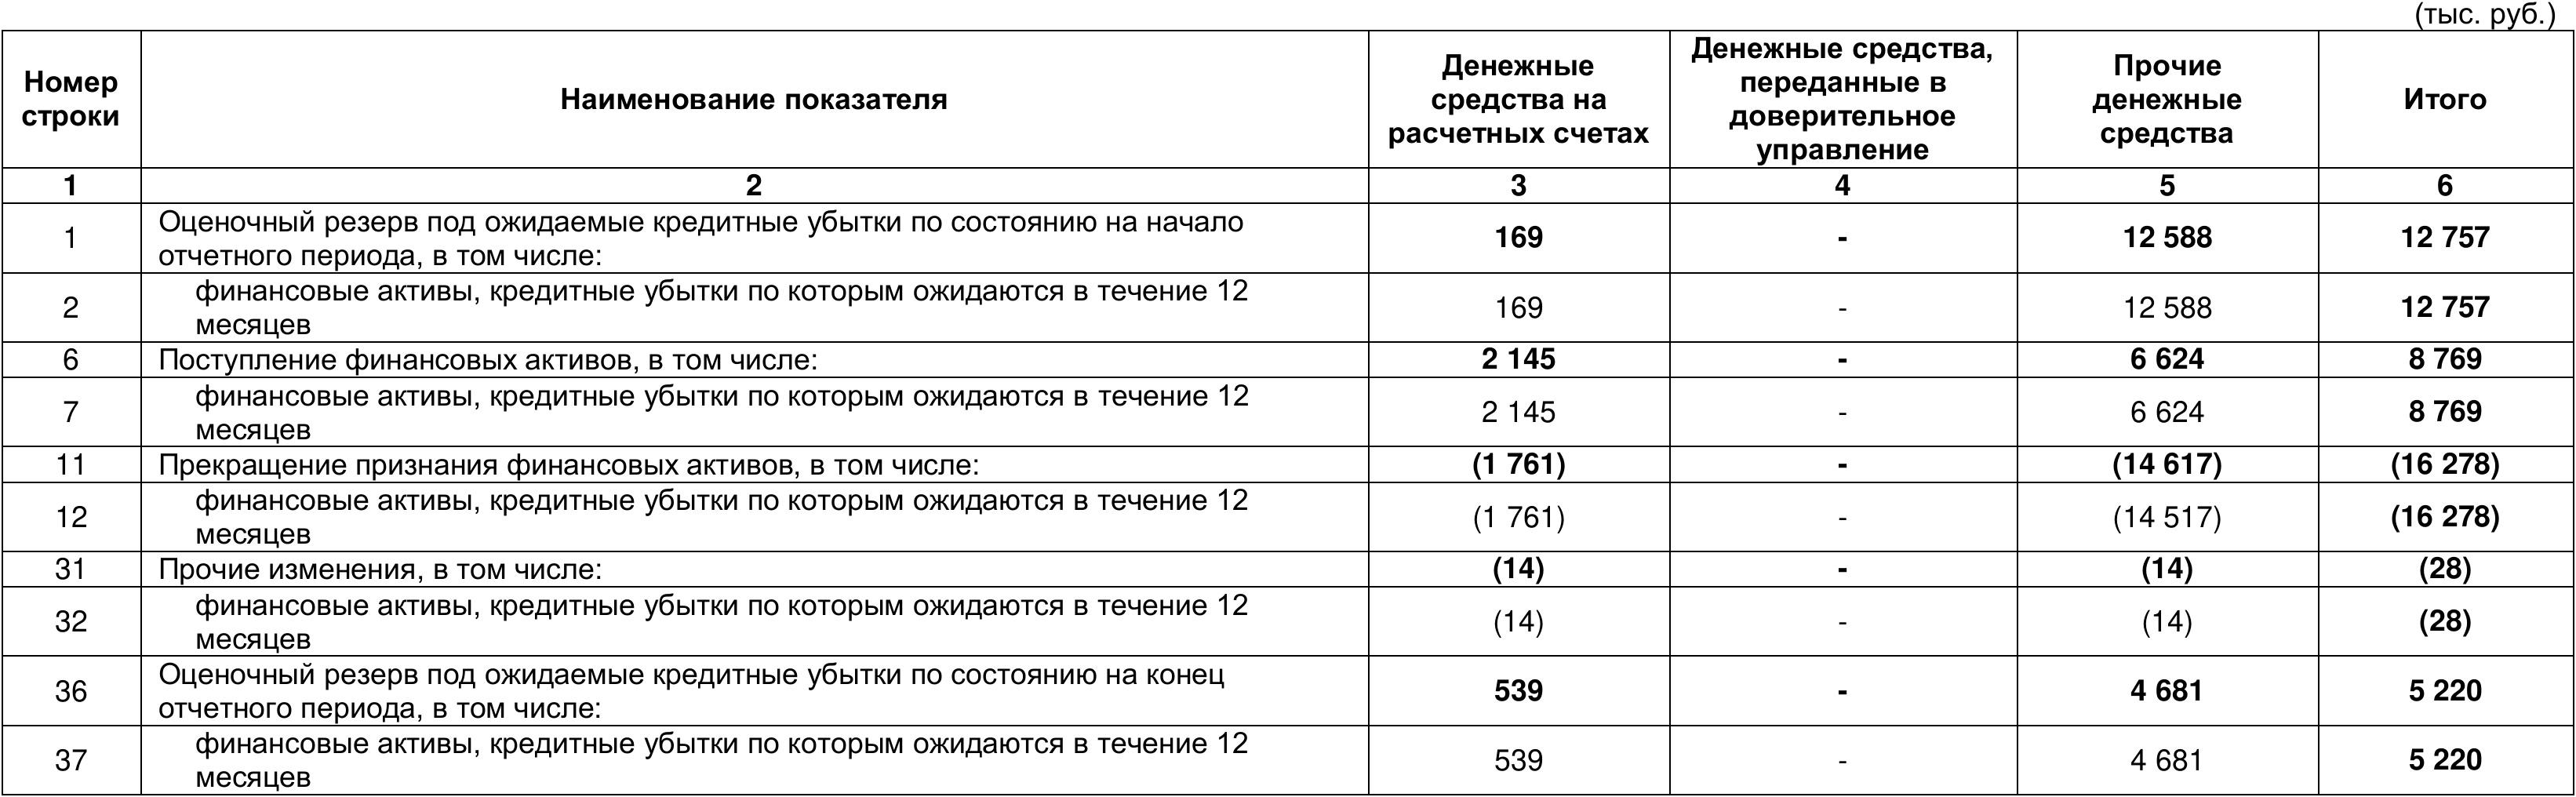 (тыс. руб.)
Номер строки | Наименование показателя | Денежные средства на расчетных счетах | Денежные средства, переданные в доверительное управление | Прочие денежные средства | Итого
1 | 2 | 3 | 4 | 5 | 6
1 | Оценочный резерв под ожидаемые кредитные убытки по состоянию на начало отчетного периода, в том числе: | 169 | - | 12 588 | 12 757
2 | финансовые активы, кредитные убытки по которым ожидаются в течение 12 месяцев | 169 | - | 12 588 | 12 757
6 | Поступление финансовых активов, в том числе: | 2 145 | - | 6 624 | 8 769
7 | финансовые активы, кредитные убытки по которым ожидаются в течение 12 месяцев | 2 145 | - | 6 624 | 8 769
11 | Прекращение признания финансовых активов, в том числе: | (1 761) | - | (14 617) | (16 278)
12 | финансовые активы, кредитные убытки по которым ожидаются в течение 12 месяцев | (1 761) | - | (14 517) | (16 278)
31 | Прочие изменения, в том числе: | (14) | - | (14) | (28)
32 | финансовые активы, кредитные убытки по которым ожидаются в течение 12 месяцев | (14) | - | (14) | (28)
36 | Оценочный резерв под ожидаемые кредитные убытки по состоянию на конец отчетного периода, в том числе: | 539 | - | 4 681 | 5 220
37 | финансовые активы, кредитные убытки по которым ожидаются в течение 12 месяцев | 539 | - | 4 681 | 5 220